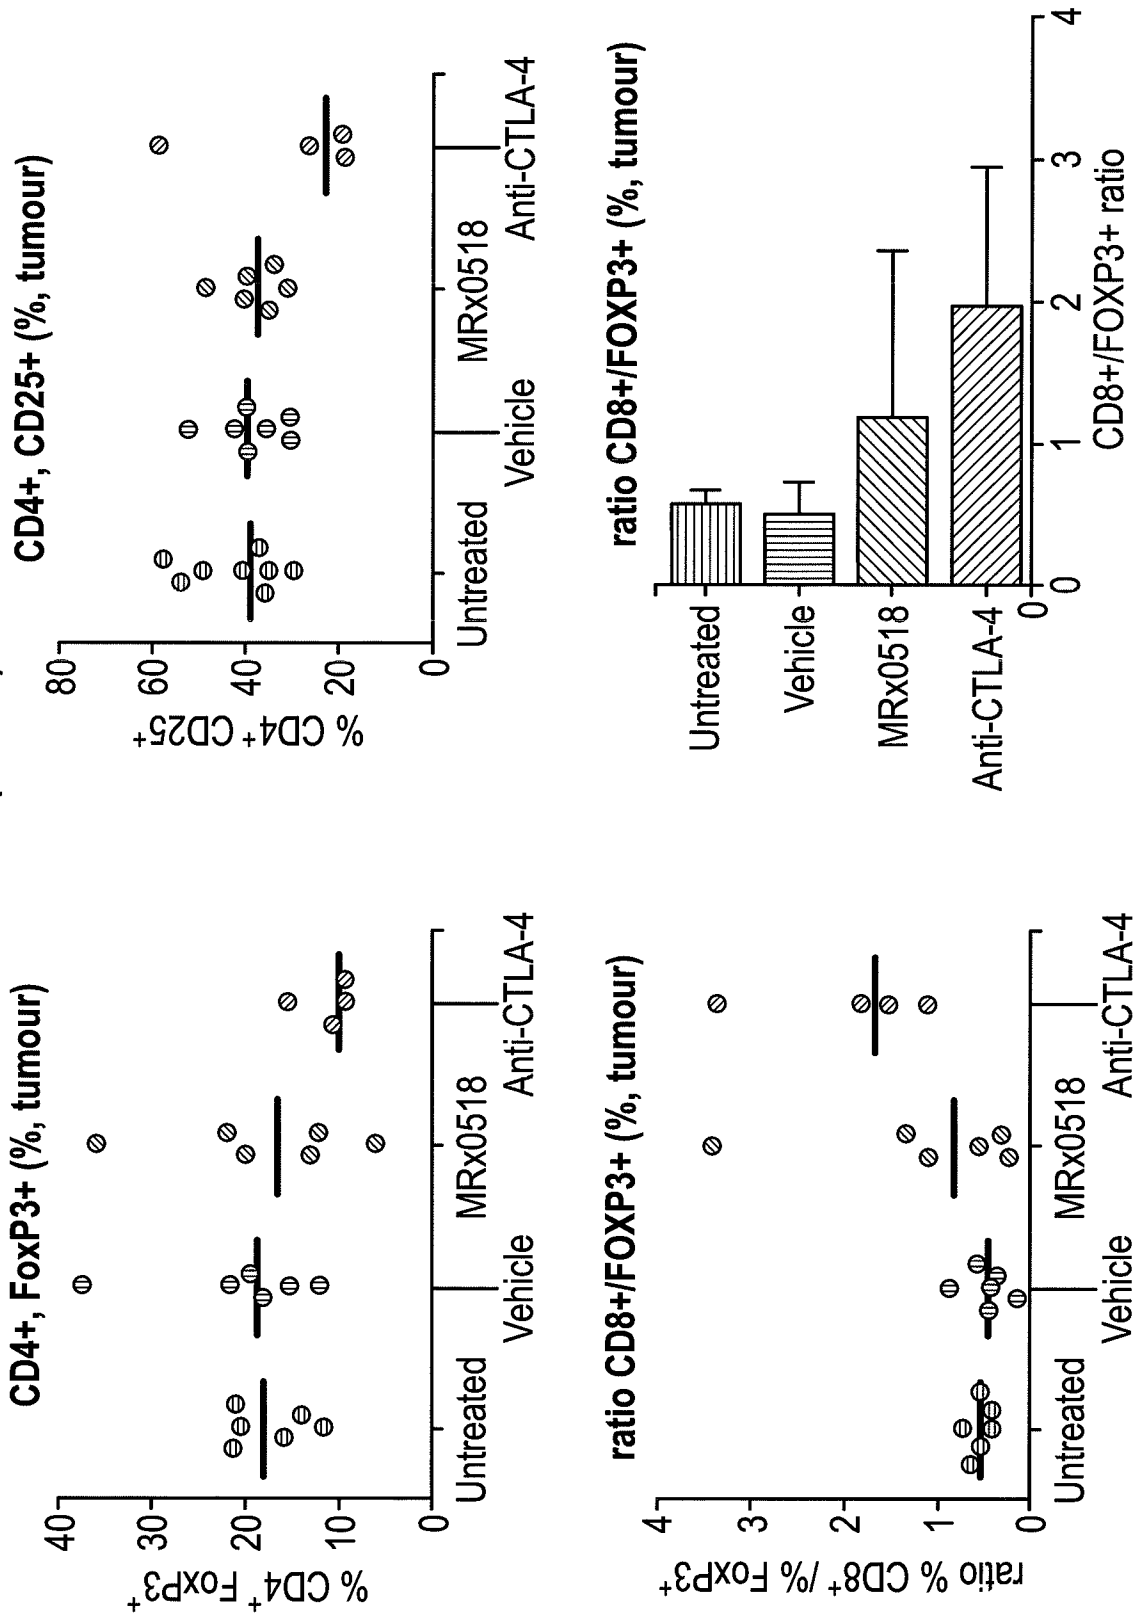 CD4+, FoxP3+ (%, tumour)
% CD4+ FoxP3+
40
30
20
10
0
Untreated
Vehicle
MRx0518
Anti-CTLA-4
CD4+, CD25+ (%, tumour)
% CD4+ CD25+
80
60
40
20
0
Untreated
Vehicle
MRx0518
Anti-CTLA-4
ratio CD8+/FOXP3+ (%, tumour)
ratio % CD8+/% FoxP3+
4
3
2
1
0
Untreated
Vehicle
MRx0518
Anti-CTLA-4
ratio CD8+/FOXP3+ (%, tumour)
Untreated
Vehicle
MRx0518
Anti-CTLA-4
0
0
1
2
3
4
CD8+/FOXP3+ ratio